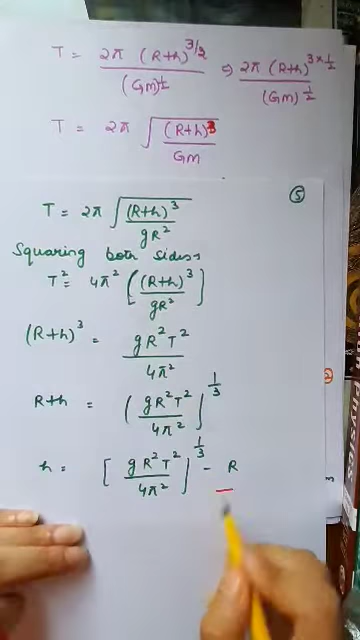 T = 2π (R+h)^3/2 / (Gm)^1/2 ⇒ 2π (R+h)^3×1/2 / (Gm)^1/2
T = 2π √((R+h)^3 / Gm)
5
T = 2π √((R+h)^3 / gR^2)
Squaring both sides
T^2 = 4π^2 [(R+h)^3 / gR^2]
(R+h)^3 = gR^2T^2 / 4π^2
R+h = (gR^2T^2 / 4π^2]^1/3
h = [gR^2T^2 / 4π^2]^1/3 - R